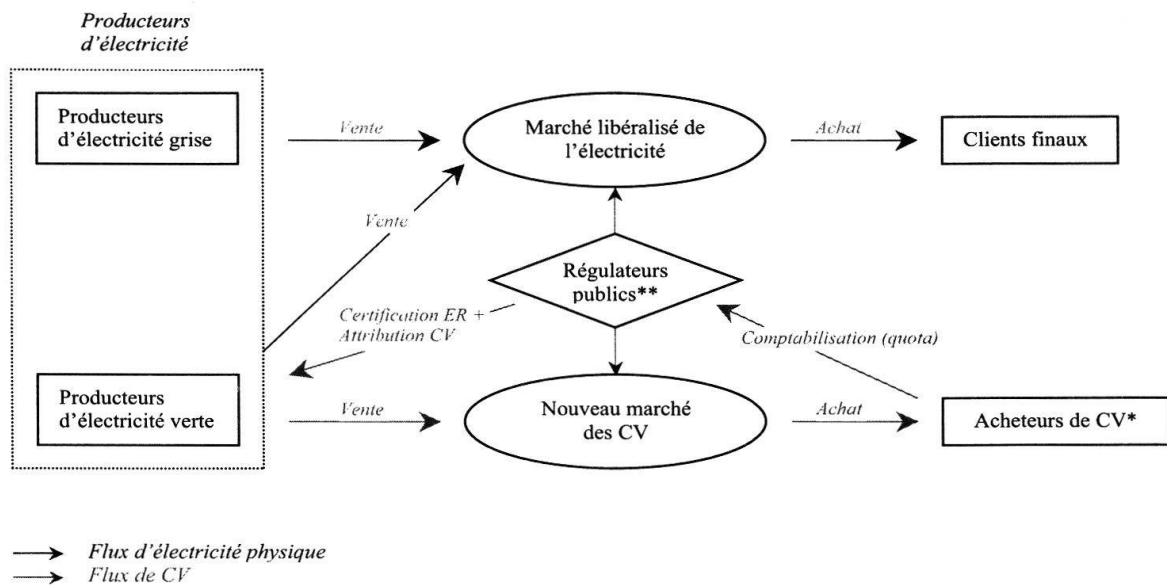 Producteurs
d'électricité
Producteurs
d'électricité grise
Vente
Marché libéralisé de
l'électricité
Achat
Clients finaux
Vente
Régulateurs
publics**
Certification ER +
Attribution CV
Comptabilisation (quota)
Producteurs
d'électricité verte
Vente
Nouveau marché
des CV
Achat
Acheteurs de CV*
Flux d'électricité physique
Flux de CV